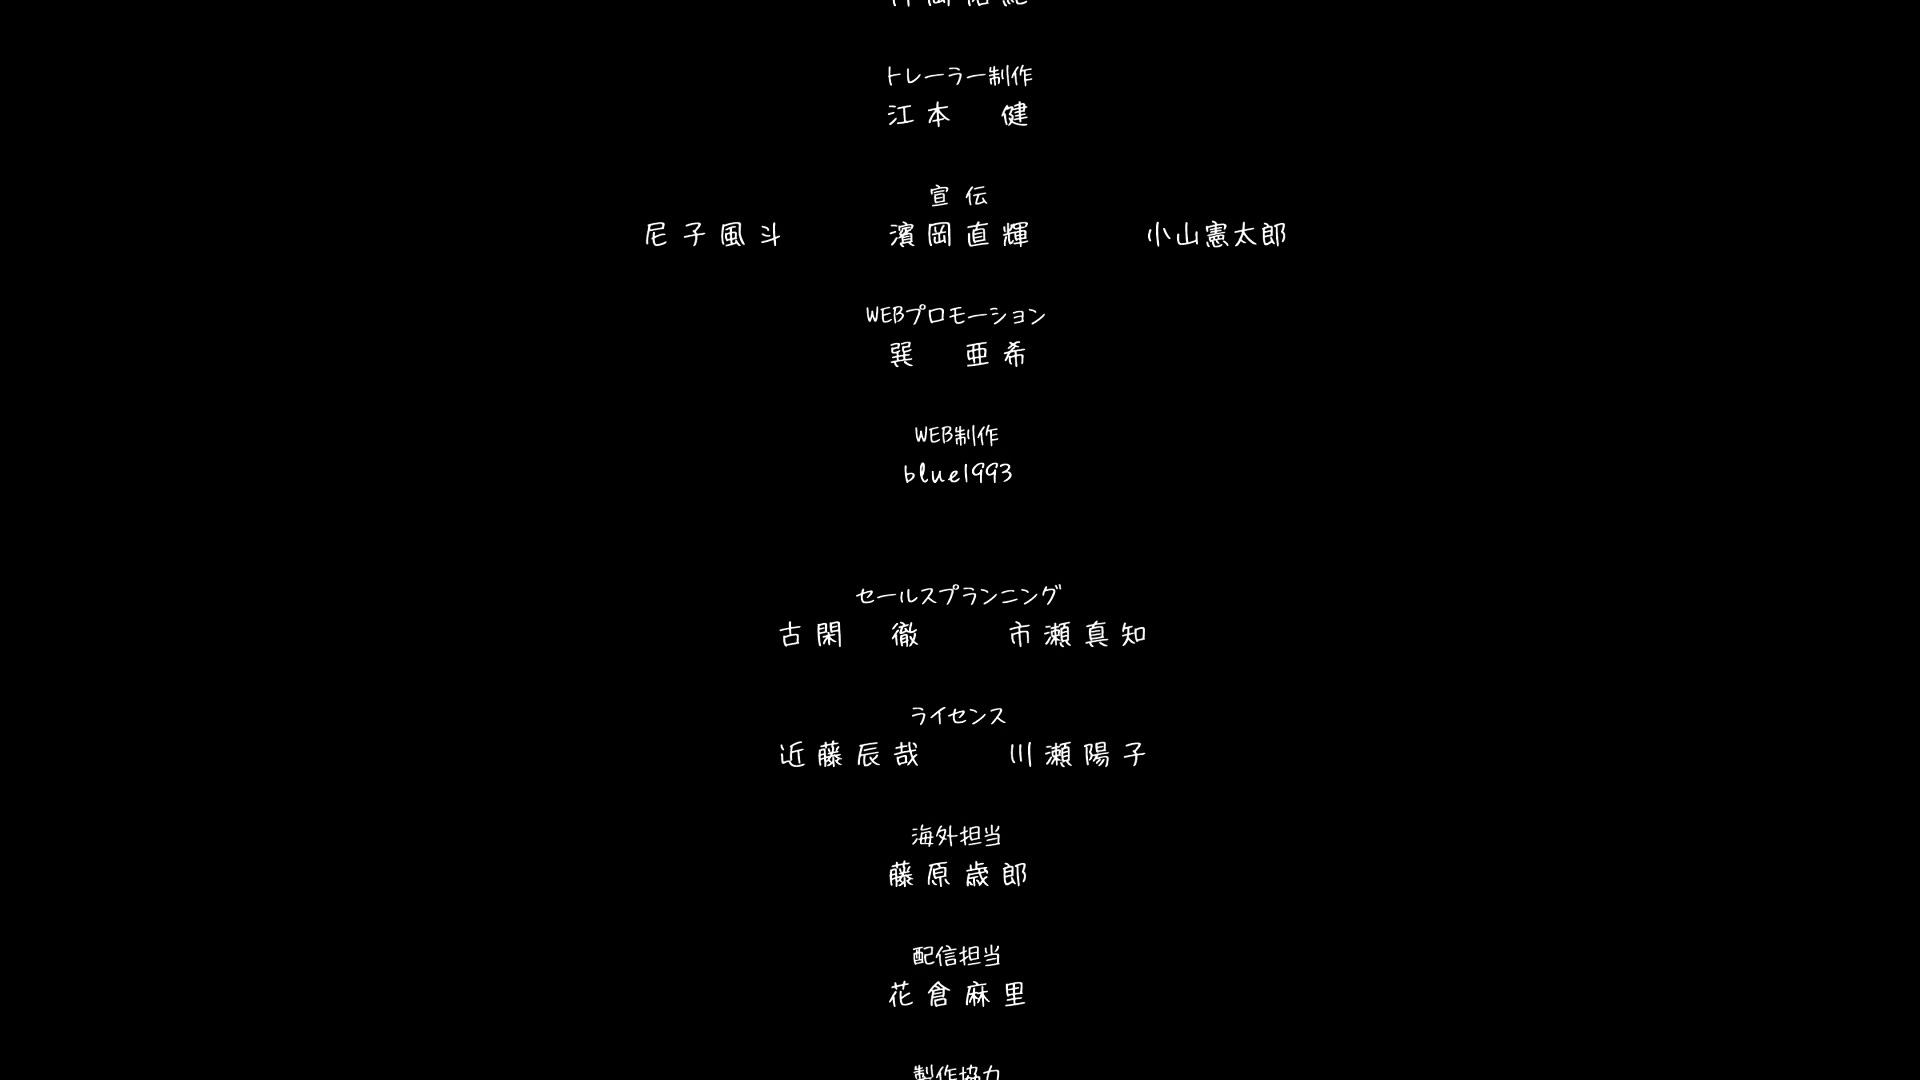 トレーラー制作
江本　健
宣伝
尼子風斗　濱岡直輝　小山憲太郎
WEBプロモーション
巽　亜希
WEB制作
blue1993
セールスプランニング
古閑　徹　市瀬真知
ライセンス
近藤辰哉　川瀬陽子
海外担当
藤原歳郎
配信担当
花倉麻里
製作協力